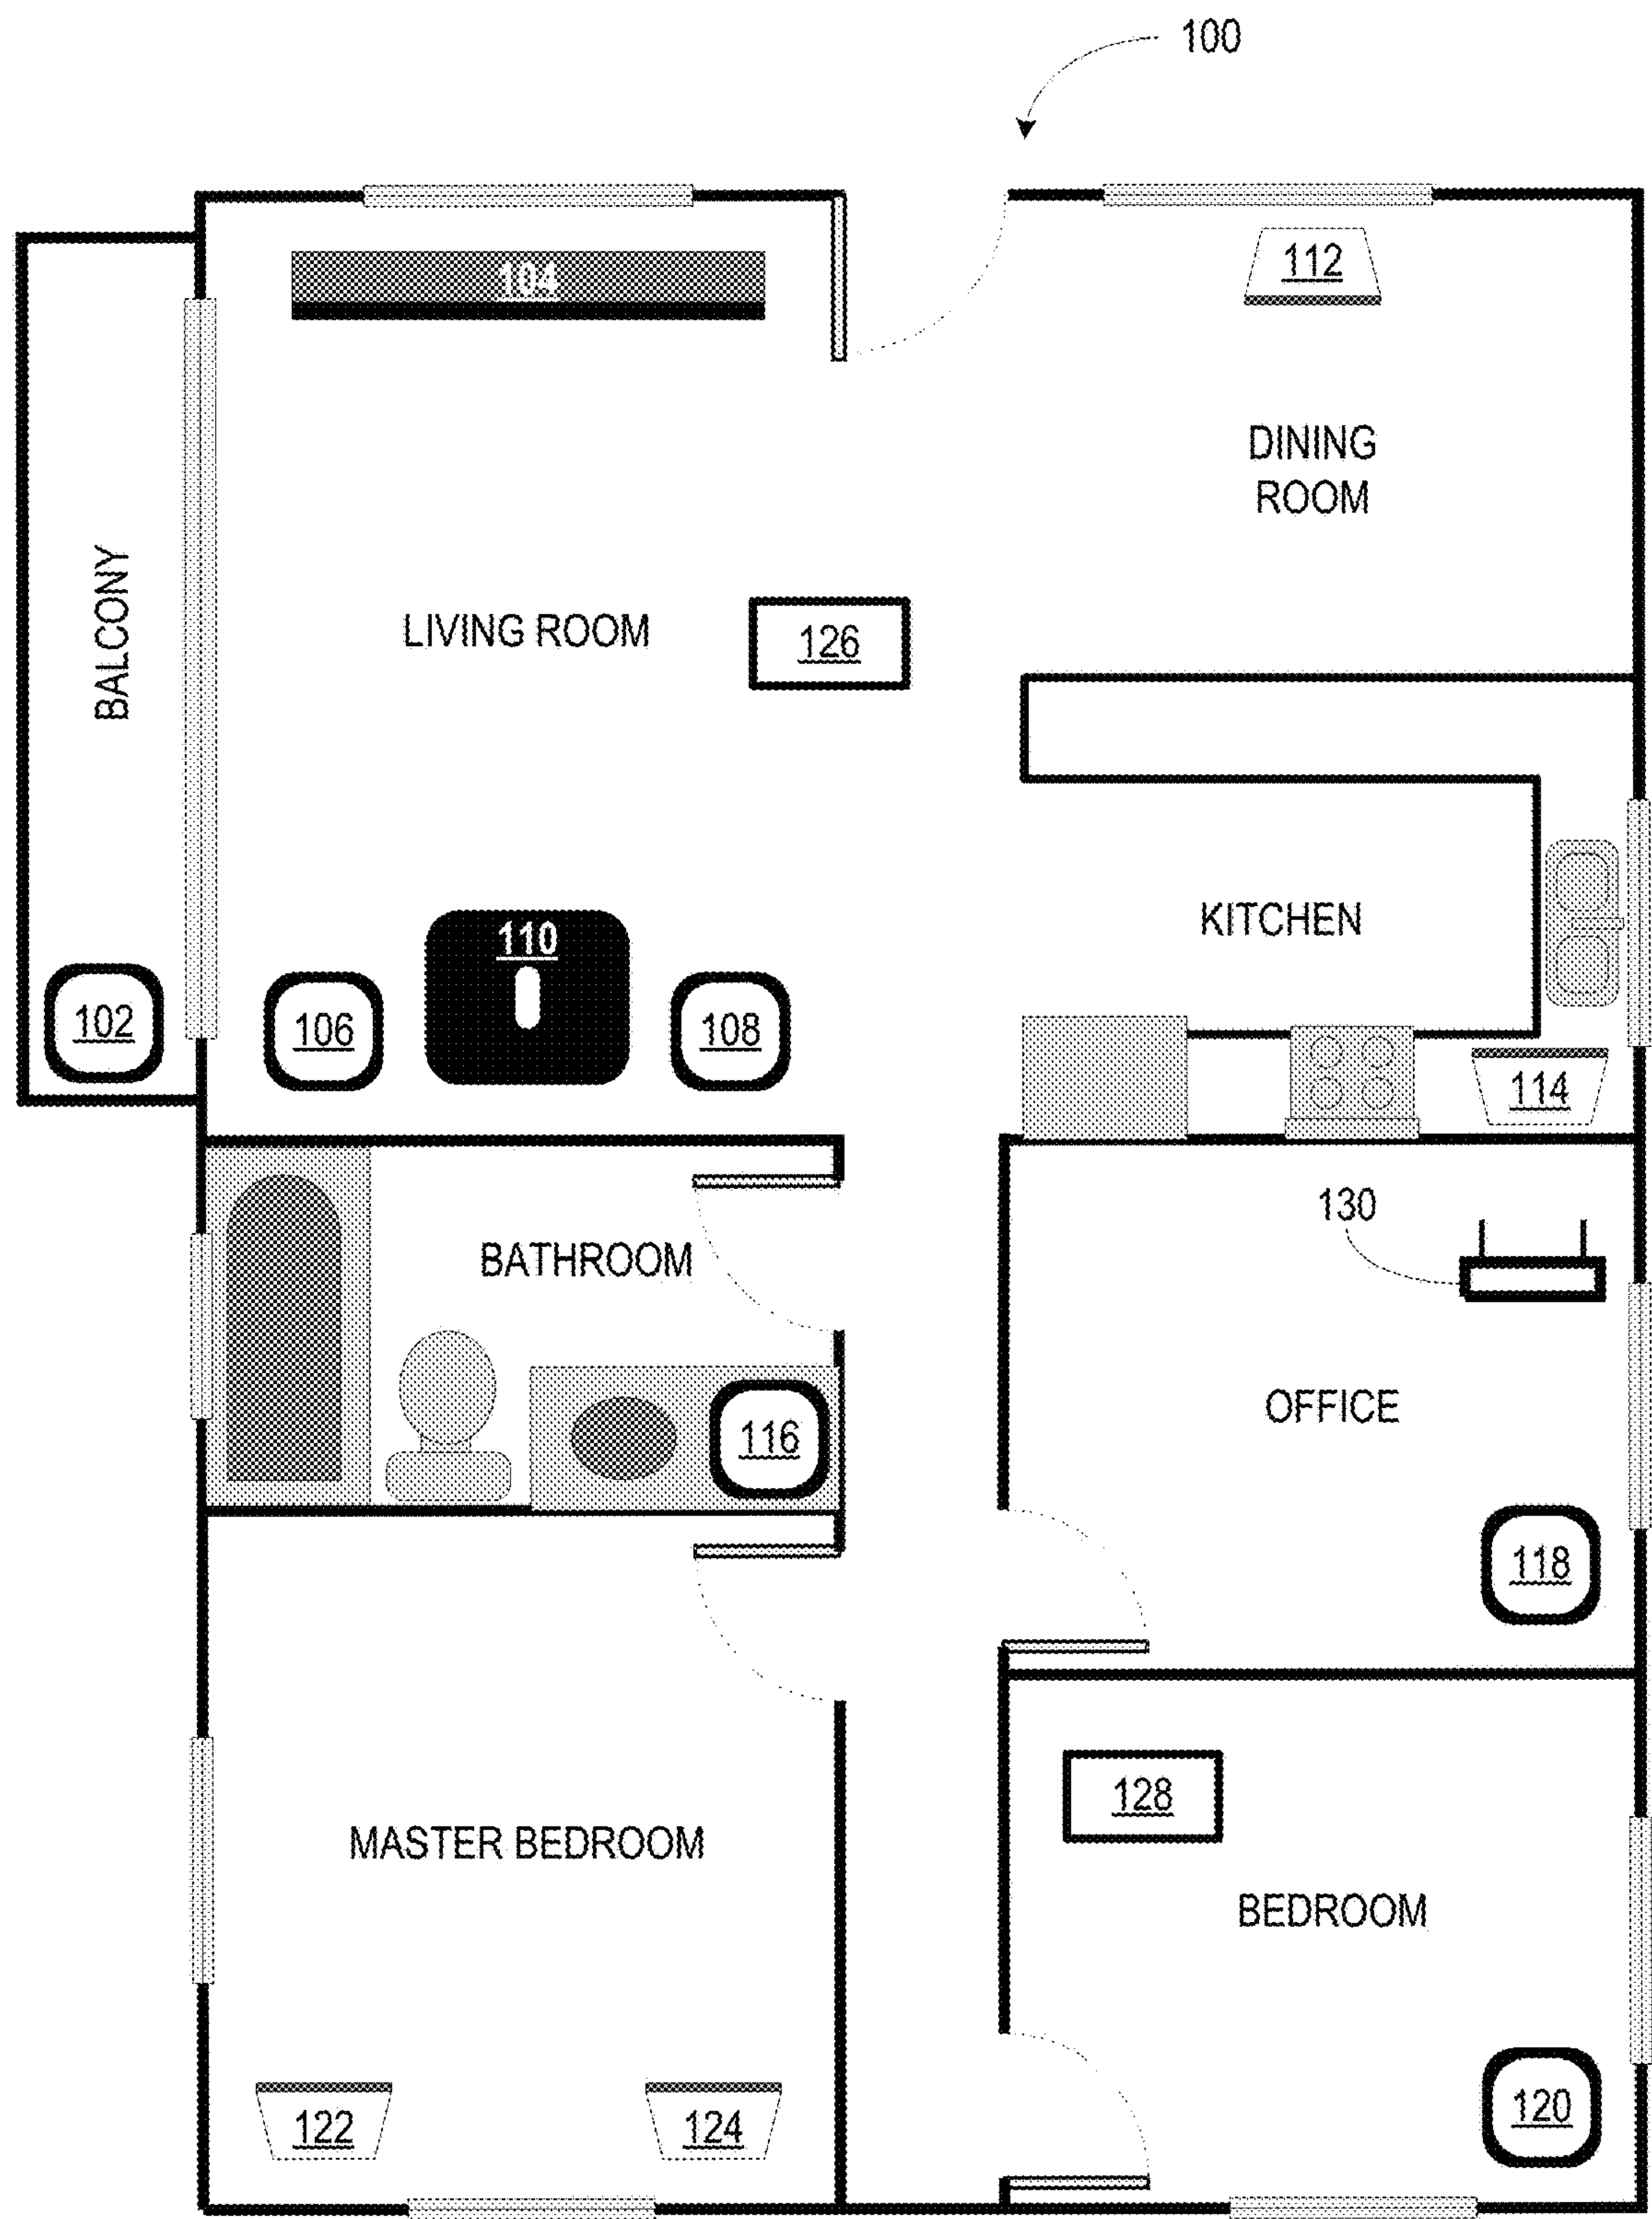 100
104
112
DINING
ROOM
BALCONY
LIVING ROOM
126
110
KITCHEN
102
106
108
114
130
BATHROOM
OFFICE
116
118
128
MASTER BEDROOM
BEDROOM
120
122
124